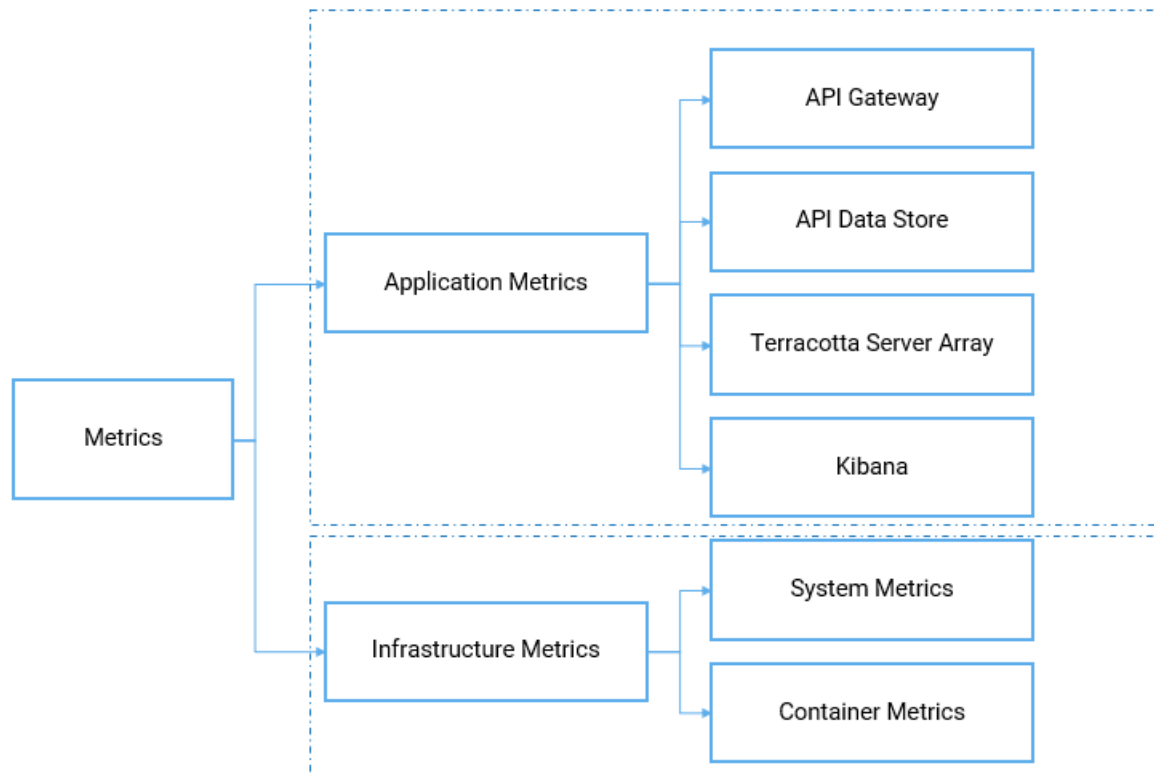 Metrics
Application Metrics
API Gateway
API Data Store
Terracotta Server Array
Kibana
Infrastructure Metrics
System Metrics
Container Metrics